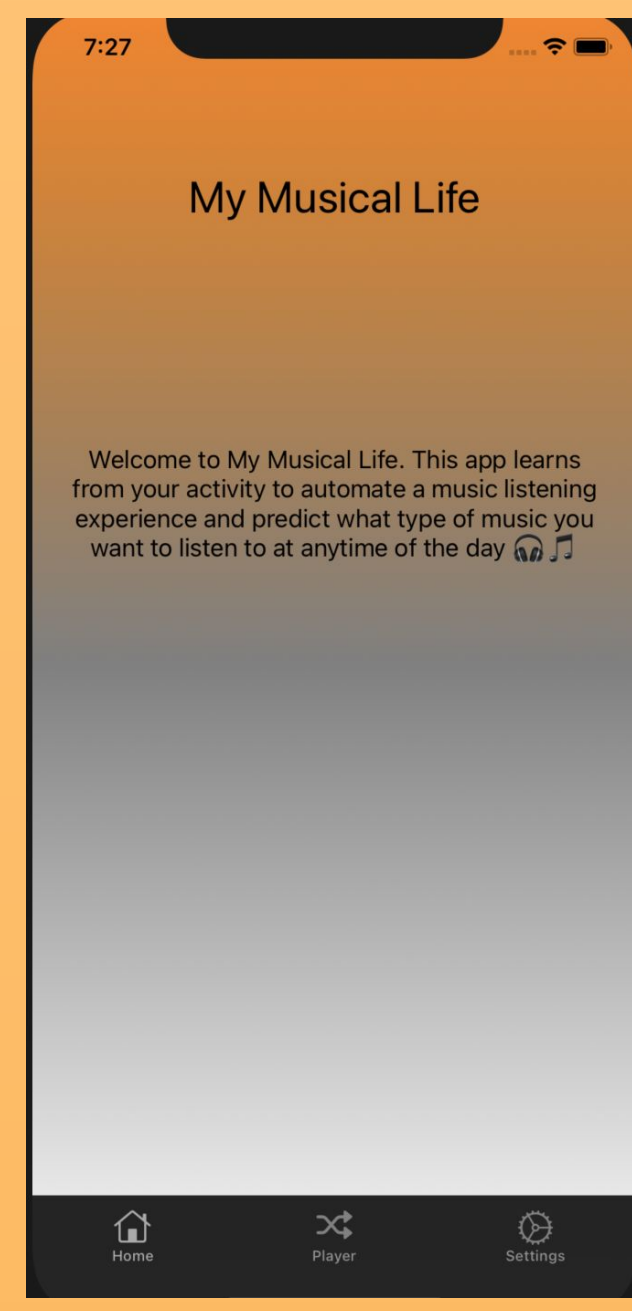 7:27
My Musical Life
Welcome to My Musical Life. This app learns
from your activity to automate a music listening
experience and predict what type of music you
want to listen to at anytime of the day 🎧🎵
Home
Player
Settings